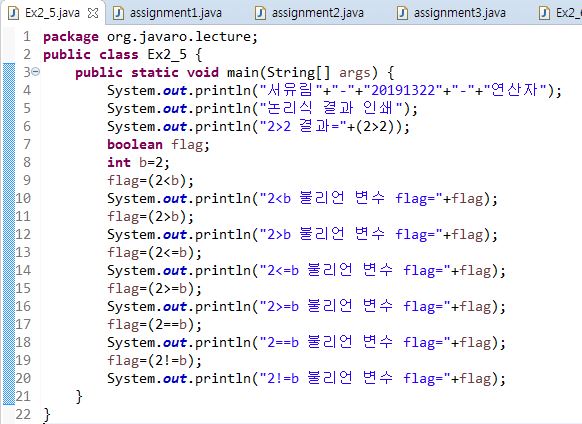 Ex2_5.java assignment1.java assignment2.java assignment3.java
1 package org.javaro.lecture;
2 public class Ex2_5 {
3 public static void main(String[] args) {
4 System.out.println("서유림"+"-"+"20191322"+"-"+"연산자");
5 System.out.println("논리식 결과 인쇄");
6 System.out.println("2>2 결과="+(2>2));
7 boolean flag;
8 int b=2;
9 flag=(2<b);
10 System.out.println("2<b 불리언 변수 flag="+flag);
11 flag=(2>b);
12 System.out.println("2>b 불리언 변수 flag="+flag);
13 flag=(2<=b);
14 System.out.println("2<=b 불리언 변수 flag="+flag);
15 flag=(2>=b);
16 System.out.println("2>=b 불리언 변수 flag="+flag);
17 flag=(2==b);
18 System.out.println("2==b 불리언 변수 flag="+flag);
19 flag=(2!=b);
20 System.out.println("2!=b 불리언 변수 flag="+flag);
21 }
22 }